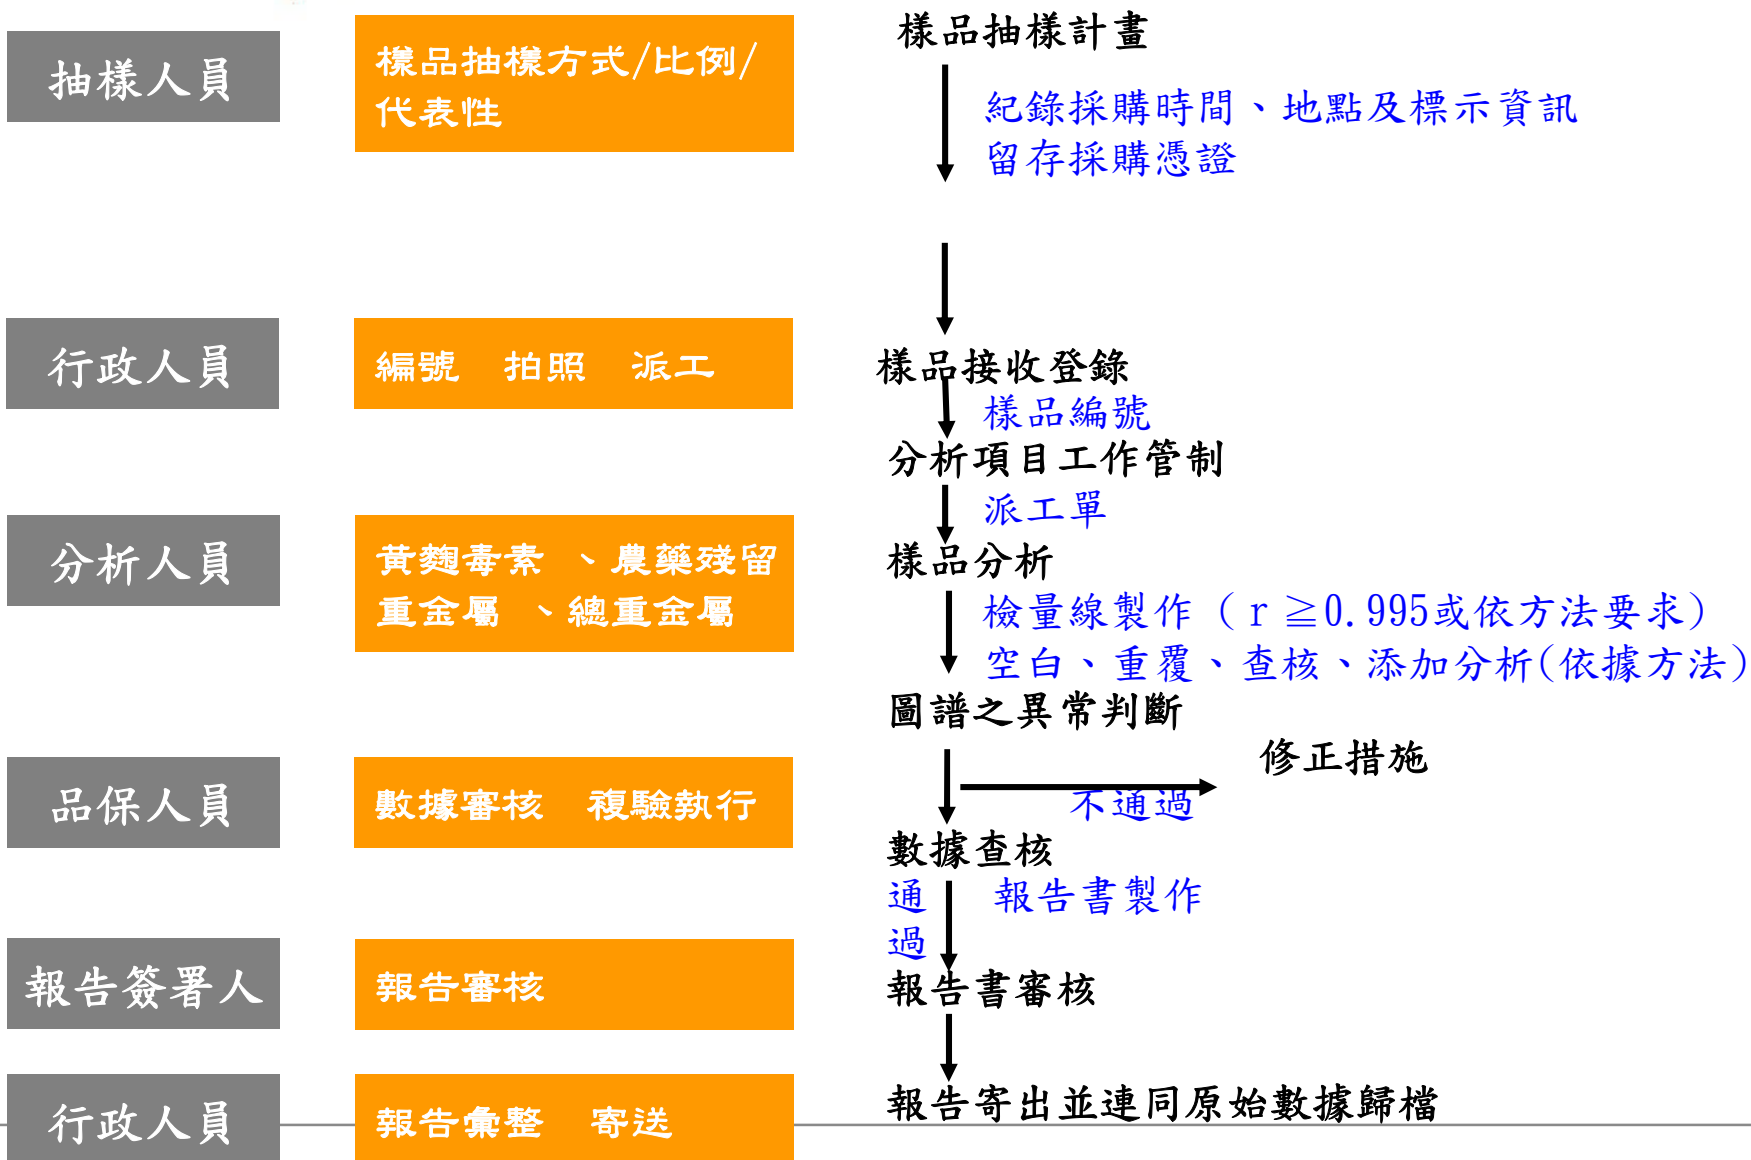 樣品抽樣計畫
抽樣人員
樣品抽樣方式/比例/
代表性
紀錄採購時間、地點及標示資訊
留存採購憑證
行政人員
編號 拍照 派工
樣品接收登錄
樣品編號
分析項目工作管制
派工單
分析人員
黃麴毒素 、農藥殘留
重金屬 、總重金屬
樣品分析
檢量線製作 ( r ≧0.995或依方法要求)
空白、重覆、查核、添加分析(依據方法)
圖譜之異常判斷
修正措施
不通過
品保人員
數據審核 複驗執行
數據查核
通
過
報告書製作
報告簽署人
報告審核
報告書審核
行政人員
報告彙整 寄送
報告寄出並連同原始數據歸檔